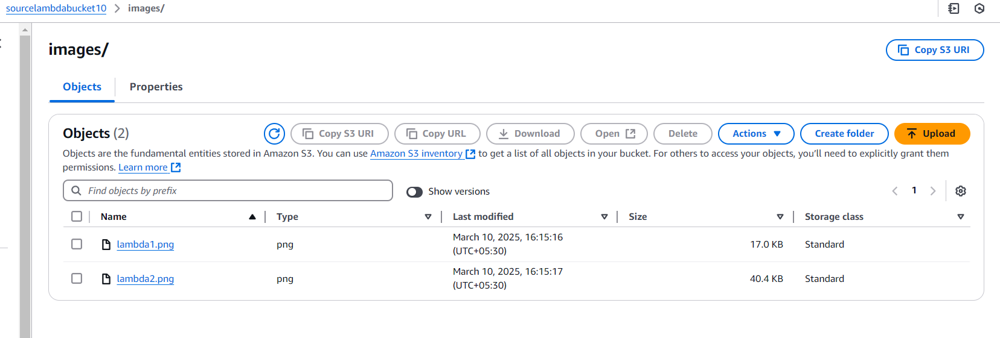 sourcelambdabucket10 > images/
images/
Copy S3 URI
Objects
Properties
Objects (2)
Copy S3 URI
Copy URL
Download
Open
Delete
Actions
Create folder
Upload
Objects are the fundamental entities stored in Amazon S3. You can use Amazon S3 inventory to get a list of all objects in your bucket. For others to access your objects, you’ll need to explicitly grant them
permissions. Learn more
Find objects by prefix
Show versions
1
Name
Type
Last modified
Size
Storage class
lambda1.png
png
March 10, 2025, 16:15:16
(UTC+05:30)
17.0 KB
Standard
lambda2.png
png
March 10, 2025, 16:15:17
(UTC+05:30)
40.4 KB
Standard